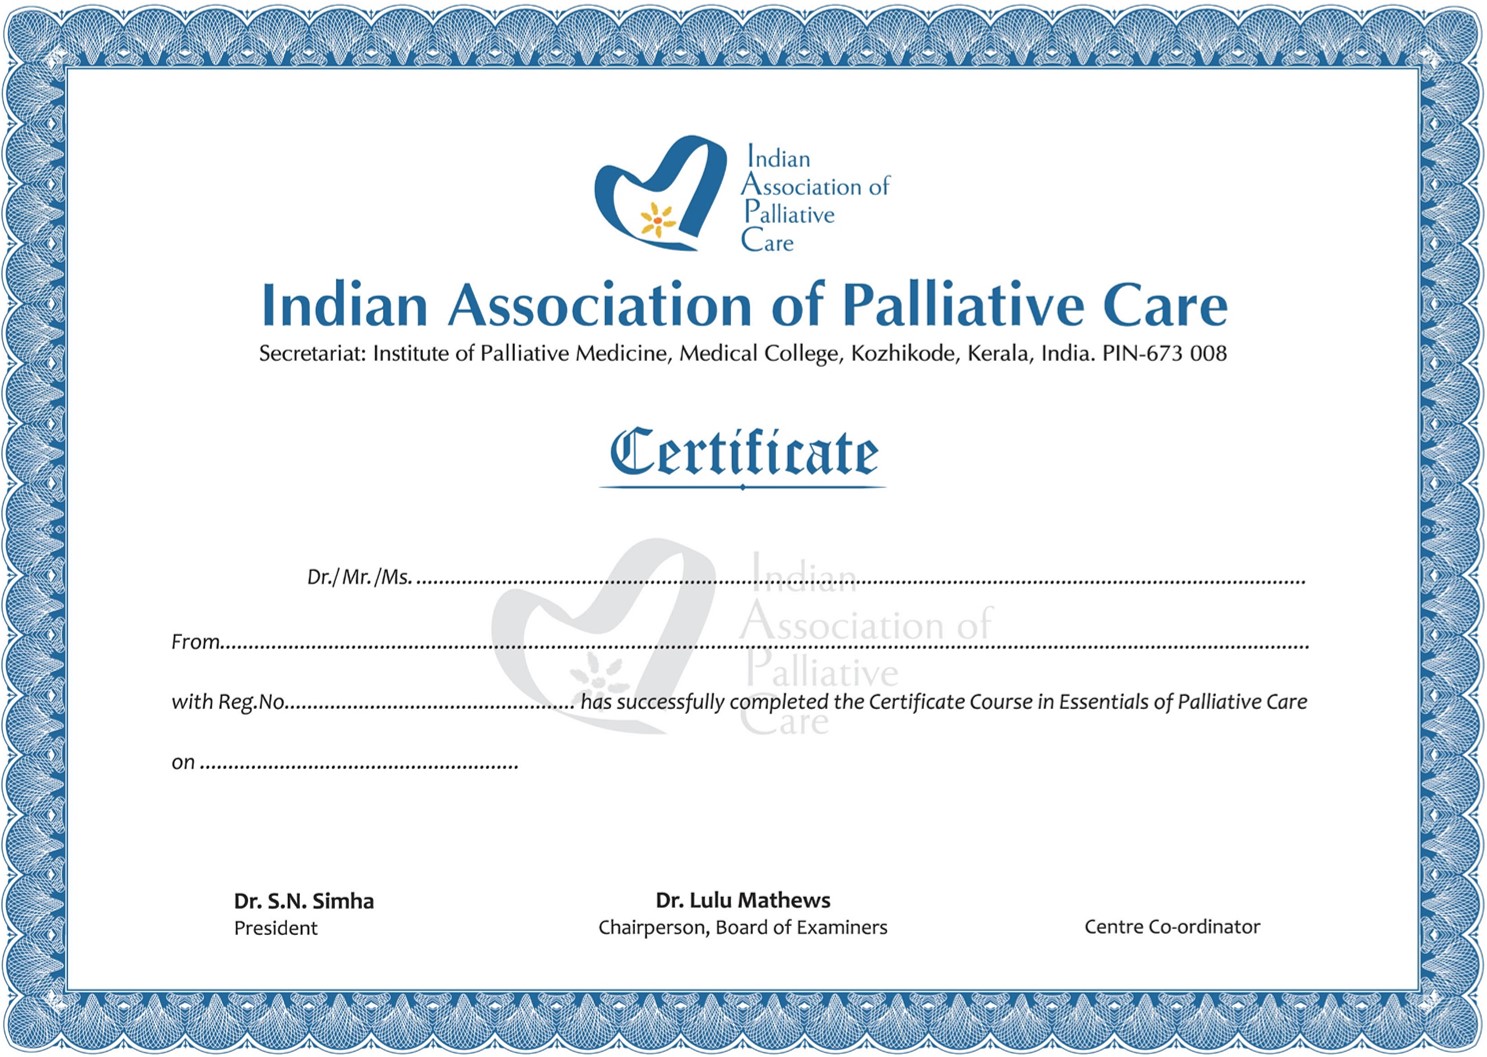 Indian
Association of
Palliative
Care
Indian Association of Palliative Care
Secretariat: Institute of Palliative Medicine, Medical College, Kozhikode, Kerala, India. PIN-673 008
Certificate
Dr./Mr./Ms. ..........................................................................................................................................................
From..........................................................................................................................................................................................
with Reg.No.................................................. has successfully completed the Certificate Course in Essentials of Palliative Care
on ........................................................
Indian
Association of
Palliative
Care
Dr. S.N. Simha
President
Dr. Lulu Mathews
Chairperson, Board of Examiners
Centre Co-ordinator